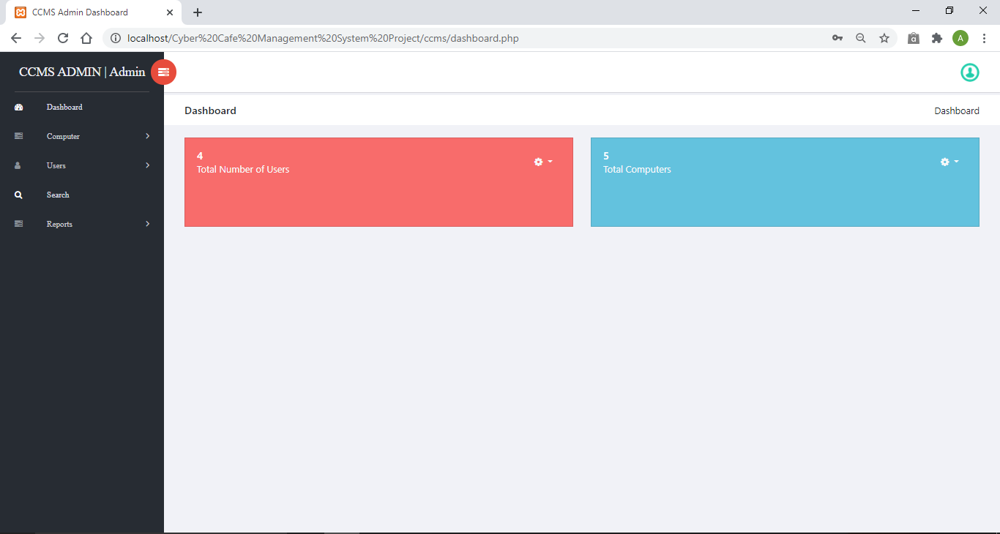 CCMS Admin Dashboard
localhost/Cyber%20Cafe%20Management%20System%20Project/ccms/dashboard.php
A
CCMS ADMIN | Admin
Dashboard
Computer
Users
Search
Reports
Dashboard
Dashboard
4
Total Number of Users
5
Total Computers